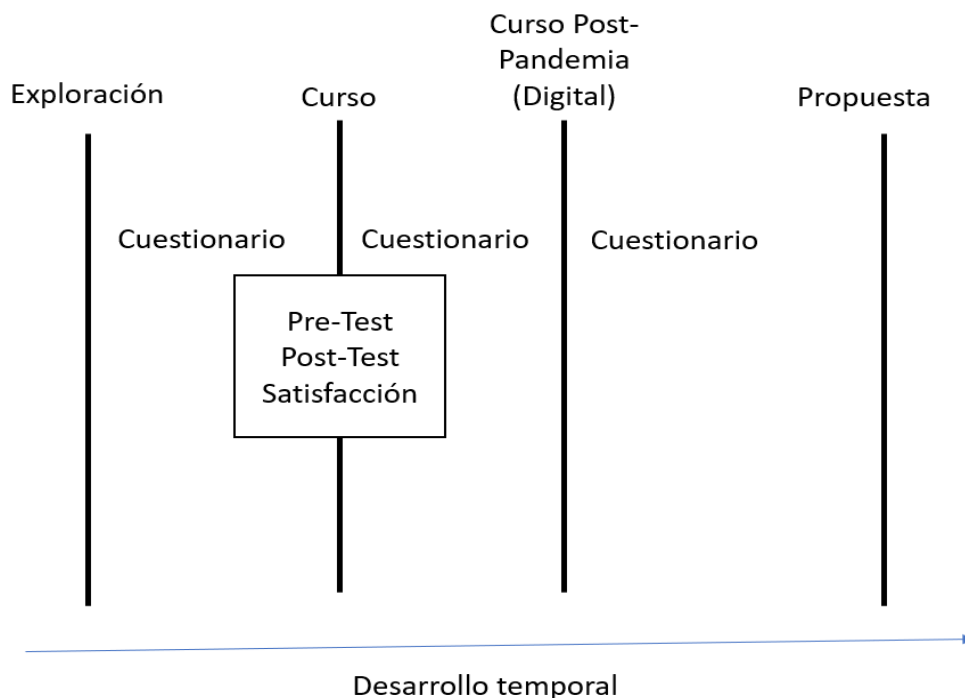 Exploración
Curso
Curso Post-
Pandemia
(Digital)
Propuesta
Cuestionario
Cuestionario
Cuestionario
Pre-Test
Post-Test
Satisfacción
Desarrollo temporal